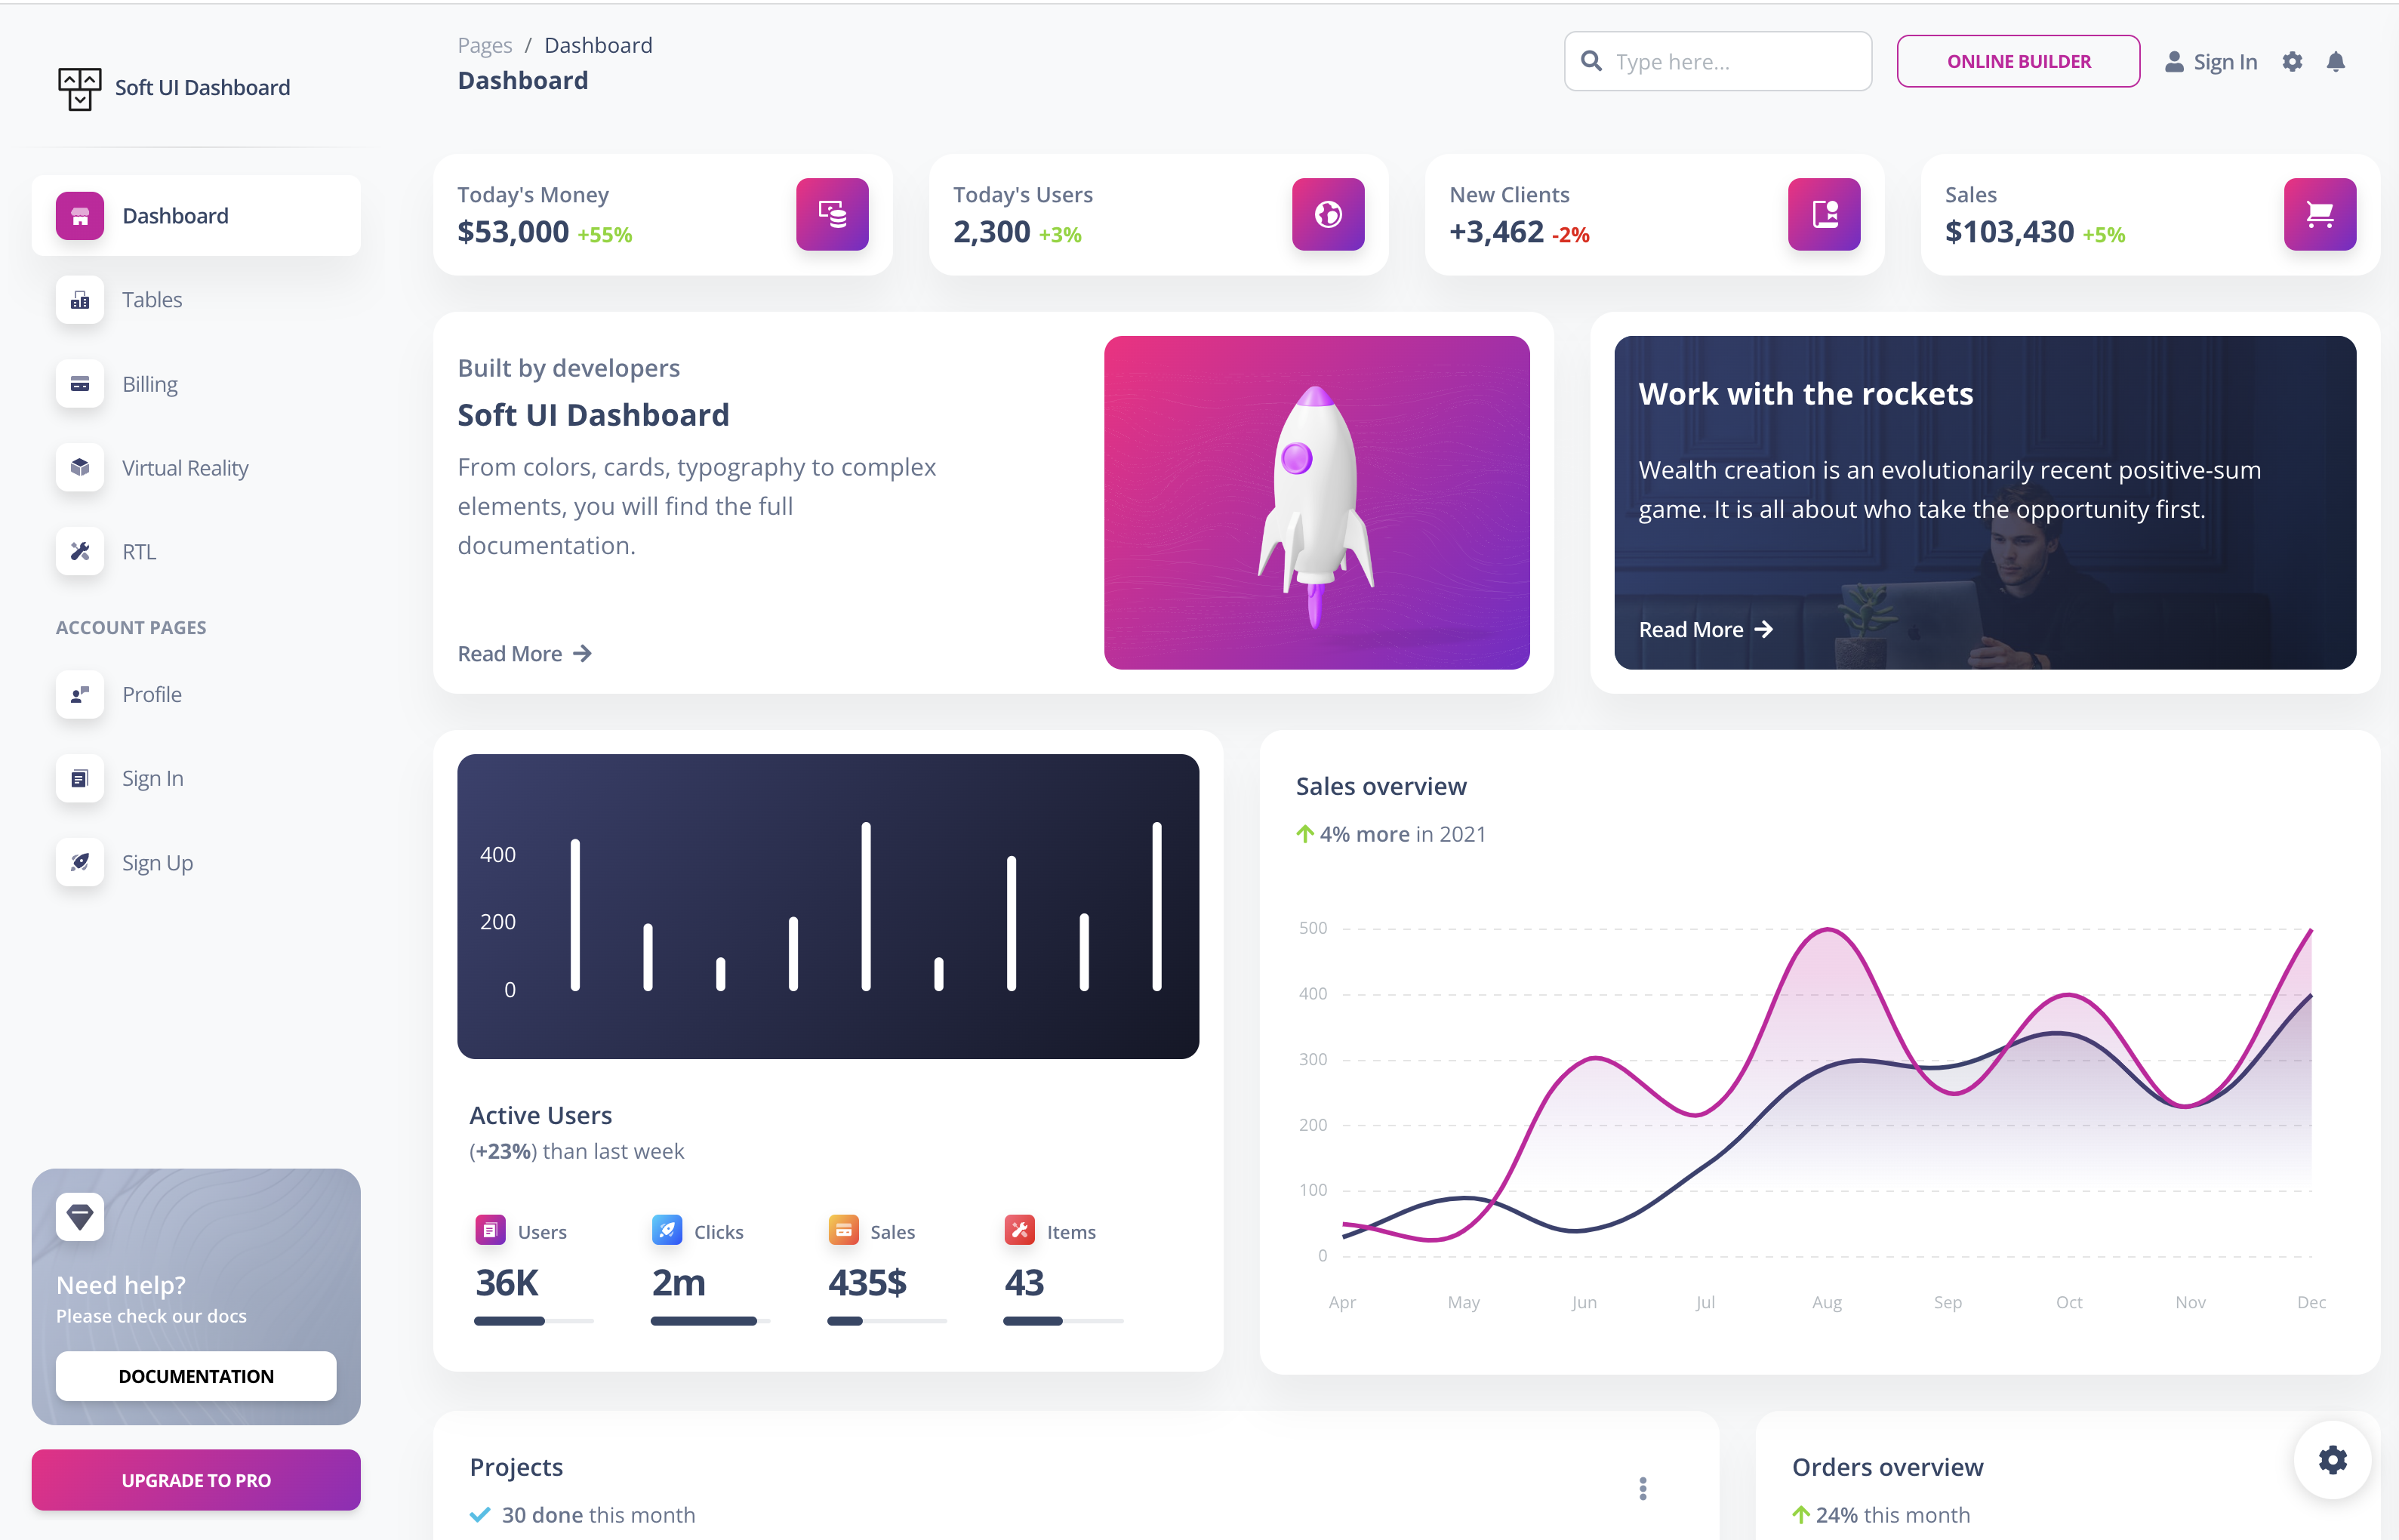 Soft UI Dashboard
Dashboard
Tables
Billing
Virtual Reality
RTL
ACCOUNT PAGES
Profile
Sign In
Sign Up
Need help?
Please check our docs
DOCUMENTATION
UPGRADE TO PRO
Pages / Dashboard
Dashboard
Type here...
ONLINE BUILDER
Sign In
Today's Money
$53,000 +55%
Today's Users
2,300 +3%
New Clients
+3,462 -2%
Sales
$103,430 +5%
Built by developers
Soft UI Dashboard
From colors, cards, typography to complex
elements, you will find the full
documentation.
Read More
Work with the rockets
Wealth creation is an evolutionarily recent positive-sum
game. It is all about who take the opportunity first.
Read More
400
200
0
Active Users
(+23%) than last week
Users
Clicks
Sales
Items
36K
2m
435$
43
Sales overview
4% more in 2021
500
400
300
200
100
0
Apr May Jun Jul Aug Sep Oct Nov Dec
Projects
30 done this month
Orders overview
24% this month